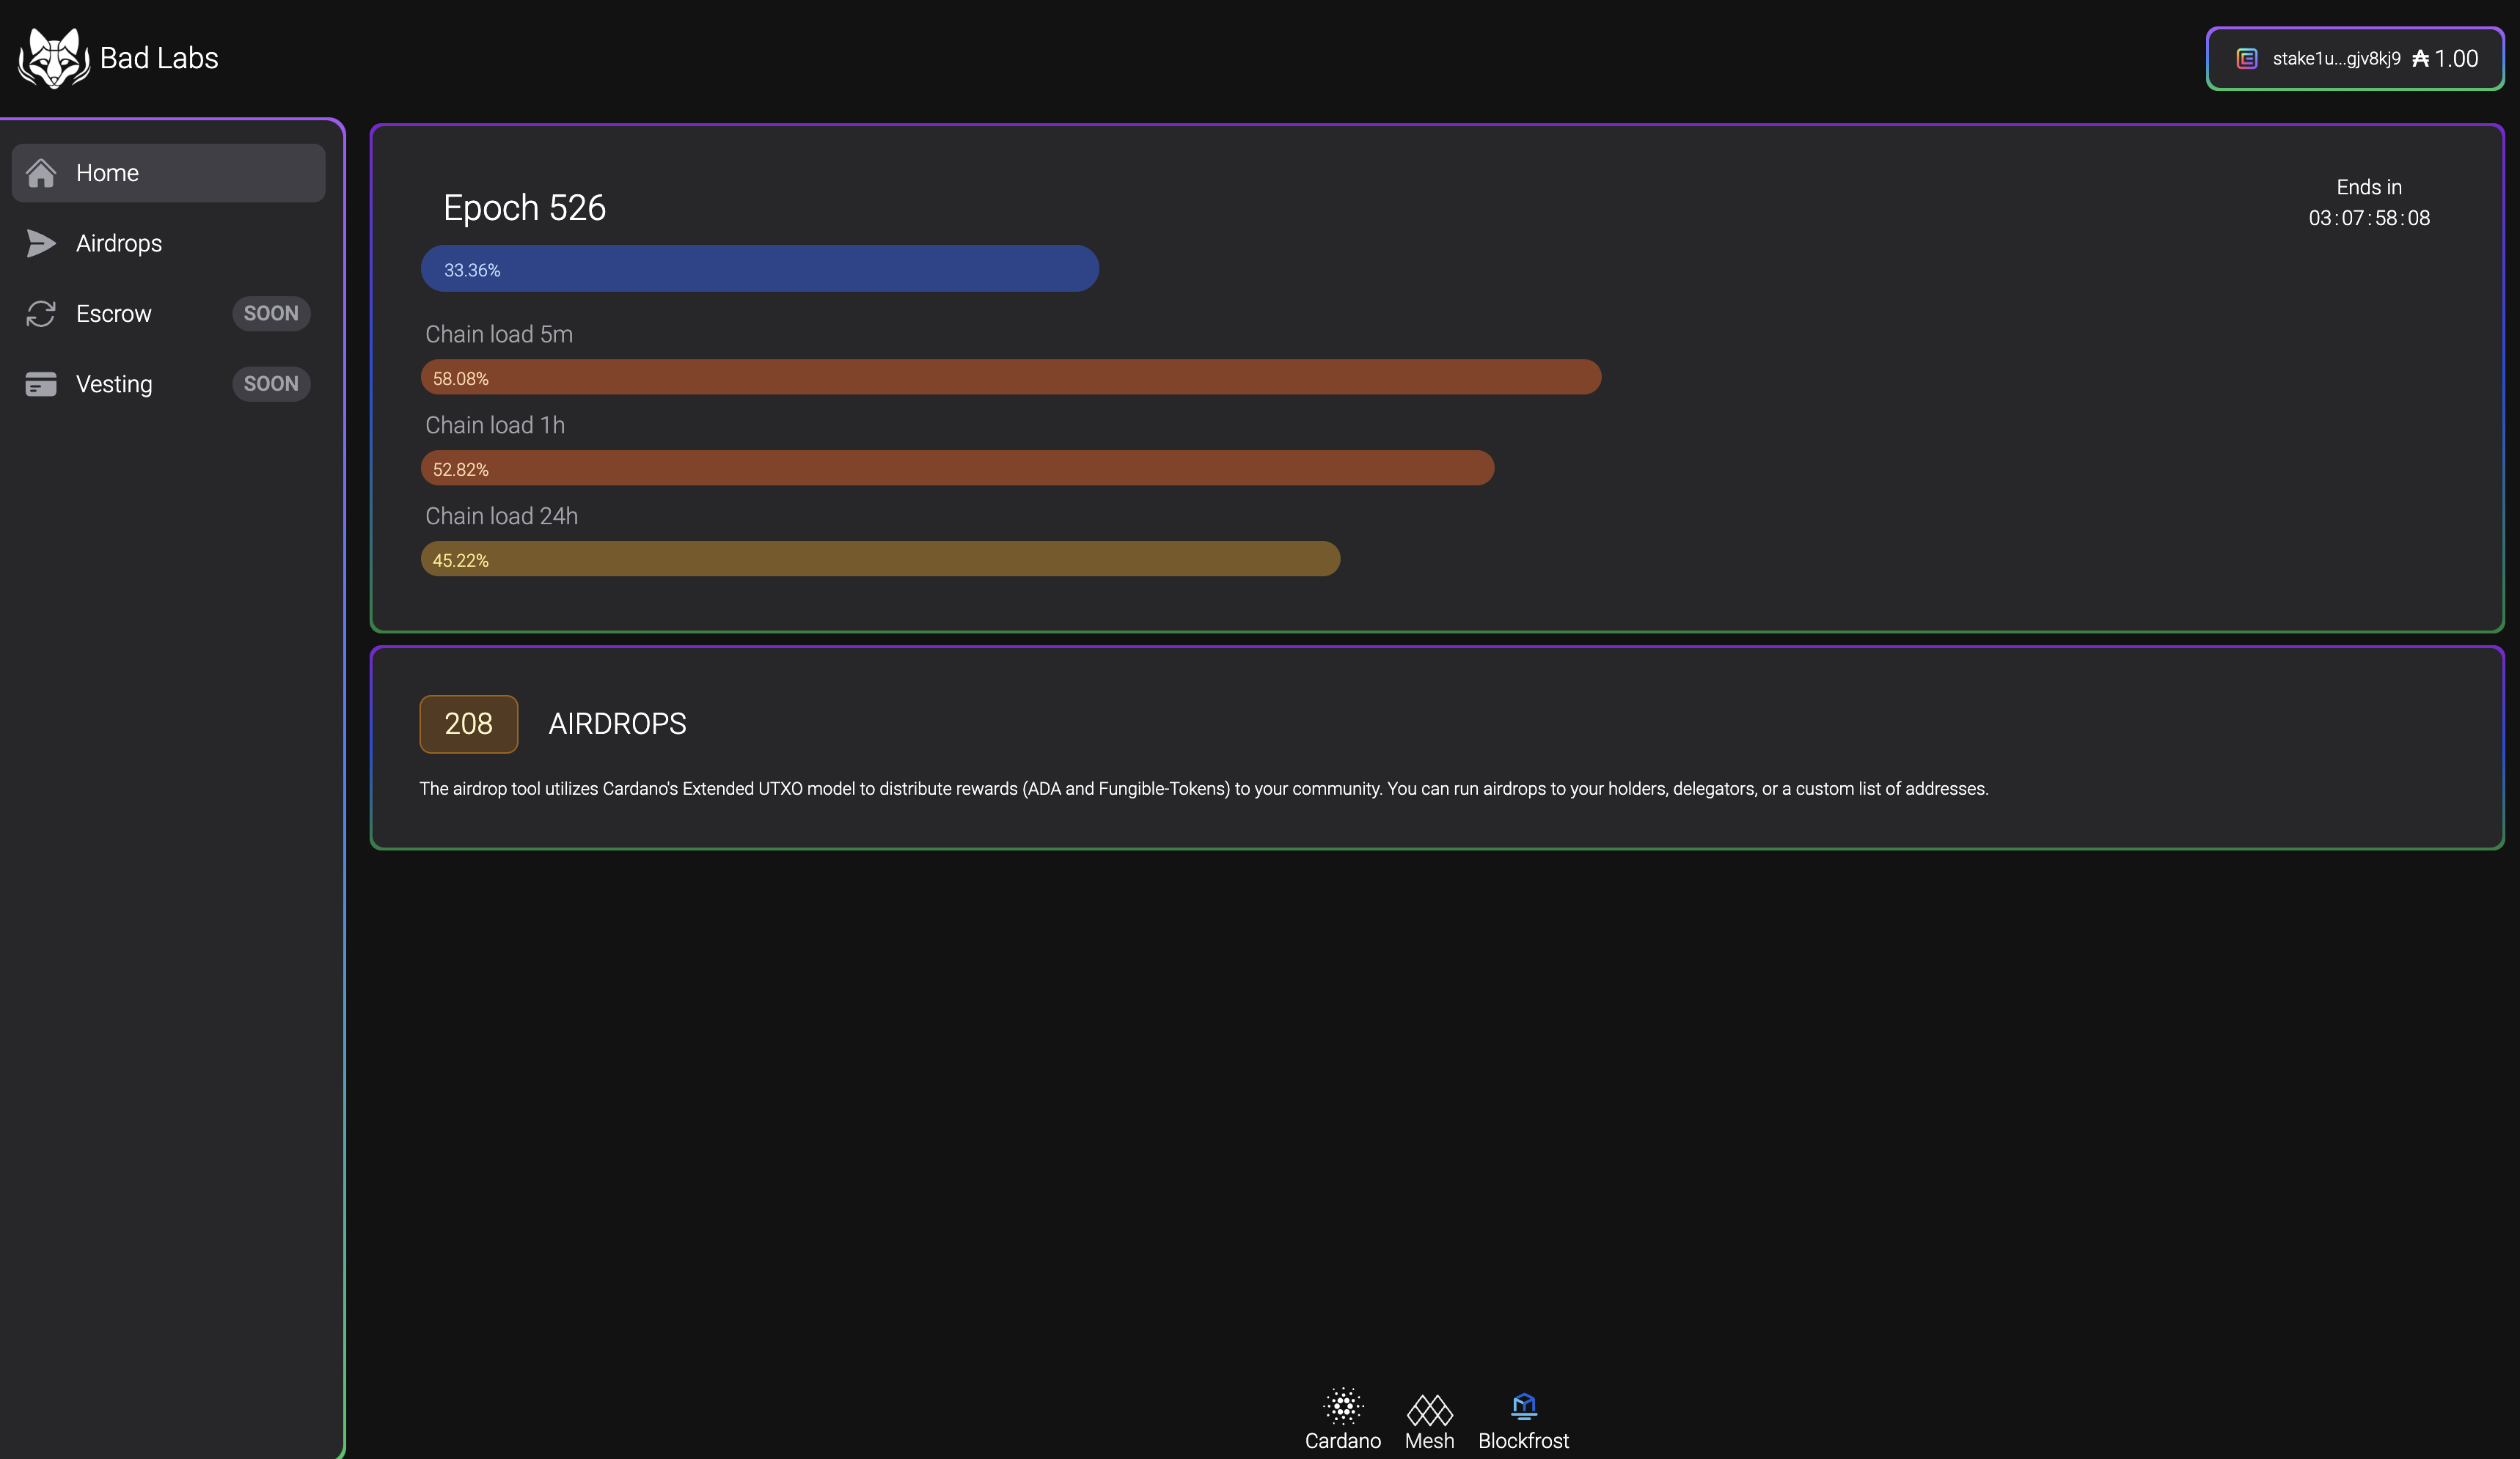 Bad Labs
stake1u...gjv8kj9 ₳ 1.00
Home
Airdrops
Escrow SOON
Vesting SOON
Epoch 526
Ends in
03:07:58:08
33.36%
Chain load 5m
58.08%
Chain load 1h
52.82%
Chain load 24h
45.22%
208 AIRDROPS
The airdrop tool utilizes Cardano's Extended UTXO model to distribute rewards (ADA and Fungible-Tokens) to your community. You can run airdrops to your holders, delegators, or a custom list of addresses.
Cardano Mesh Blockfrost